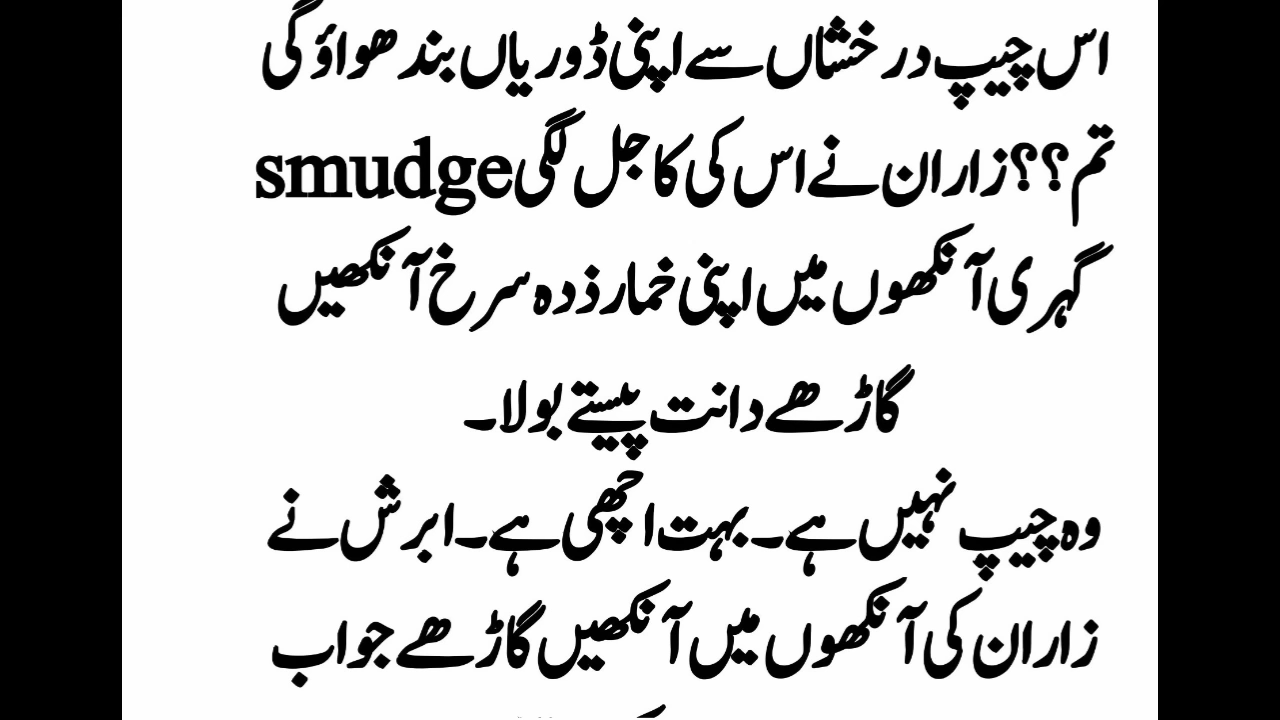 اس چیپ درخشاں سے اپنی ڈوریاں بندھواؤ گی
تم؟؟ زاران نے اس کی کاجل لگی smudge
گہری آنکھوں میں اپنی خمار زدہ سرخ آنکھیں
گاڑھے دانت پیستے بولا۔
وہ چیپ نہیں ہے۔ بہت اچھی ہے۔ ابرش نے
زاران کی آنکھوں میں آنکھیں گاڑھے جواب